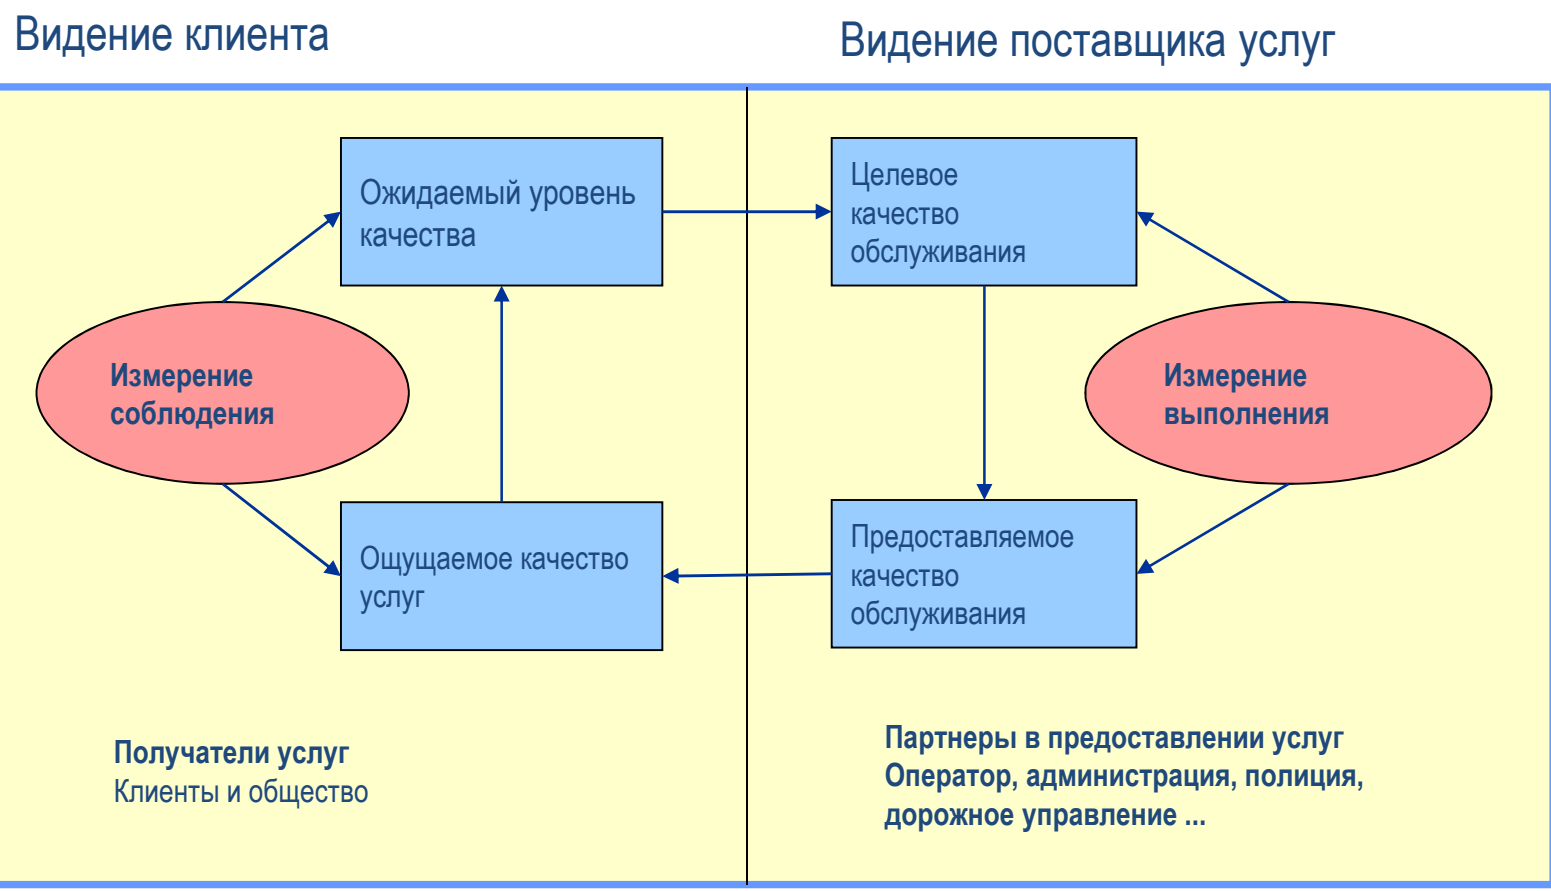 Видение клиента
Видение поставщика услуг
Ожидаемый уровень
качества
Целевое
качество
обслуживания
Измерение
соблюдения
Измерение
выполнения
Ощущаемое качество
услуг
Предоставляемое
качество
обслуживания
Получатели услуг
Клиенты и общество
Партнеры в предоставлении услуг
Оператор, администрация, полиция,
дорожное управление ...